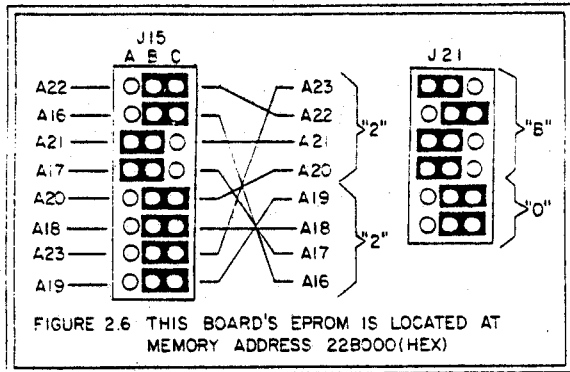 J15
A B C
J21
A22 A23
A16 A22 "2"
A21 A21
A17 A20
A20 A19
A18 A18 "2"
A23 A17
A19 A16
"B"
"0"
FIGURE 2.6 THIS BOARD'S EPROM IS LOCATED AT
MEMORY ADDRESS 22B000(HEX)